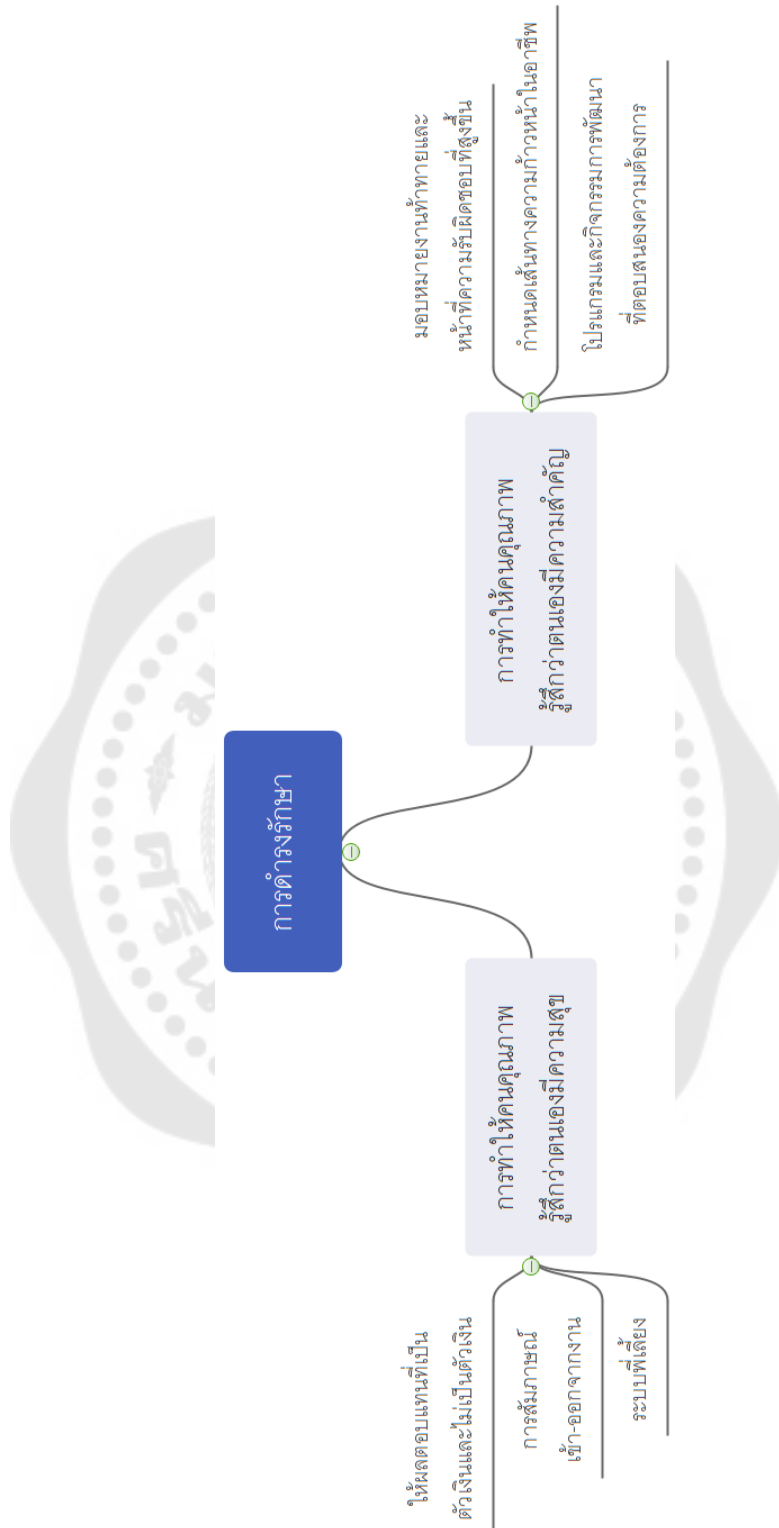 การดำรงรักษา
การทำให้คนคุณภาพ
รู้สึกว่าตนเองมีความสุข
ให้ผลตอบแทนที่เป็น
ตัวเงินและไม่เป็นตัวเงิน
การสัมภาษณ์
เข้า-ออกจากงาน
ระบบพี่เลี้ยง
การทำให้คนคุณภาพ
รู้สึกว่าตนเองมีความสำคัญ
มอบหมายงานท้าทายและ
หน้าที่ความรับผิดชอบที่สูงขึ้น
กำหนดเส้นทางความก้าวหน้าในอาชีพ
โปรแกรมและกิจกรรมการพัฒนา
ที่ตอบสนองความต้องการ